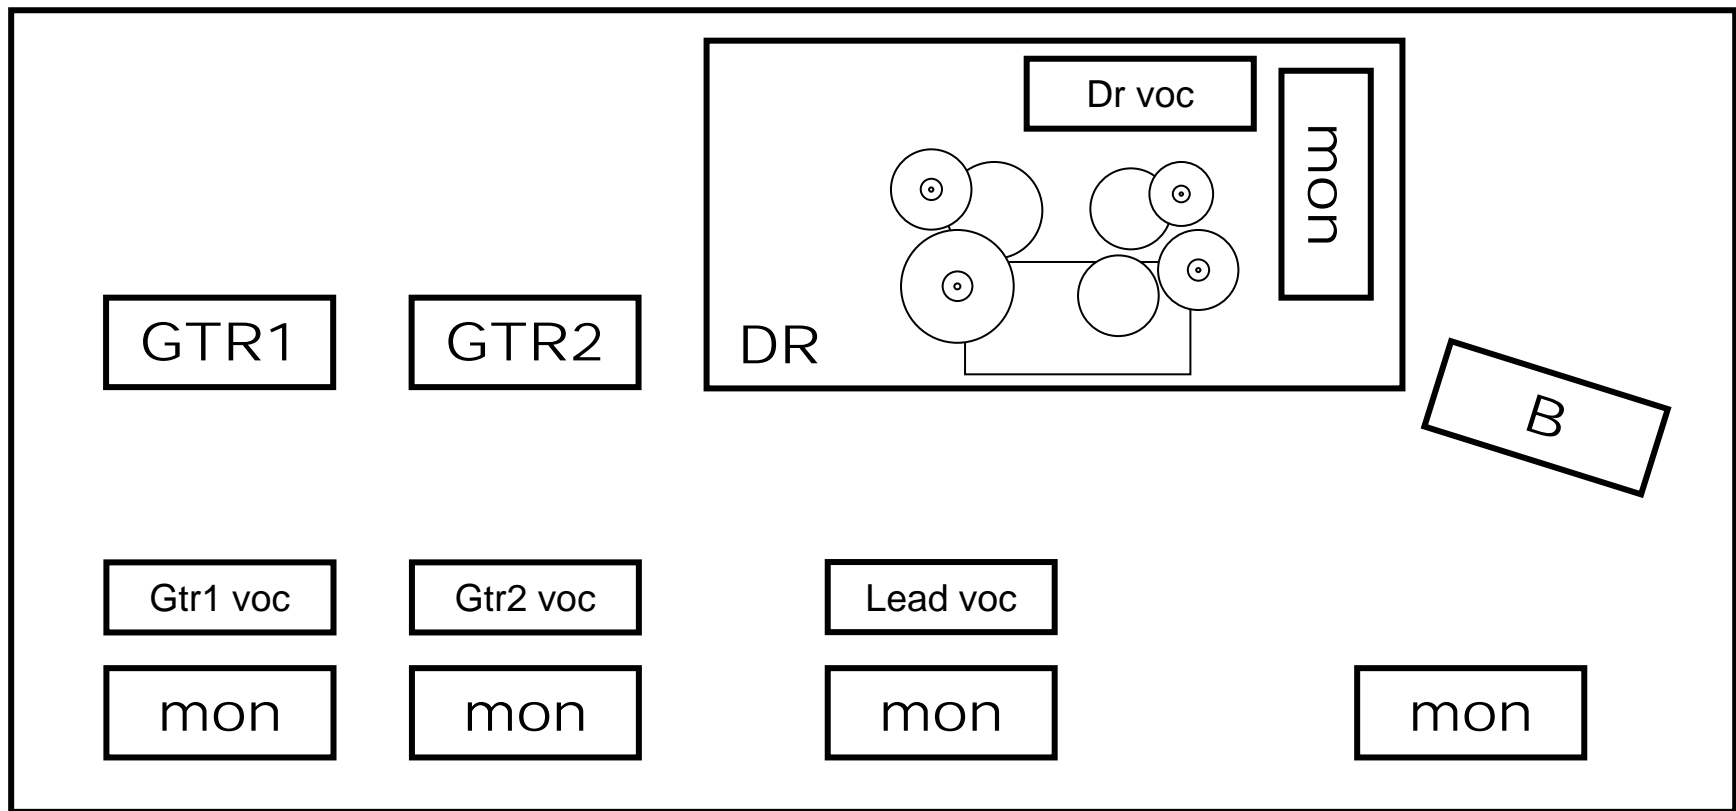 Dr voc
mon
GTR1
GTR2
DR
B
Gtr1 voc
Gtr2 voc
Lead voc
mon
mon
mon
mon